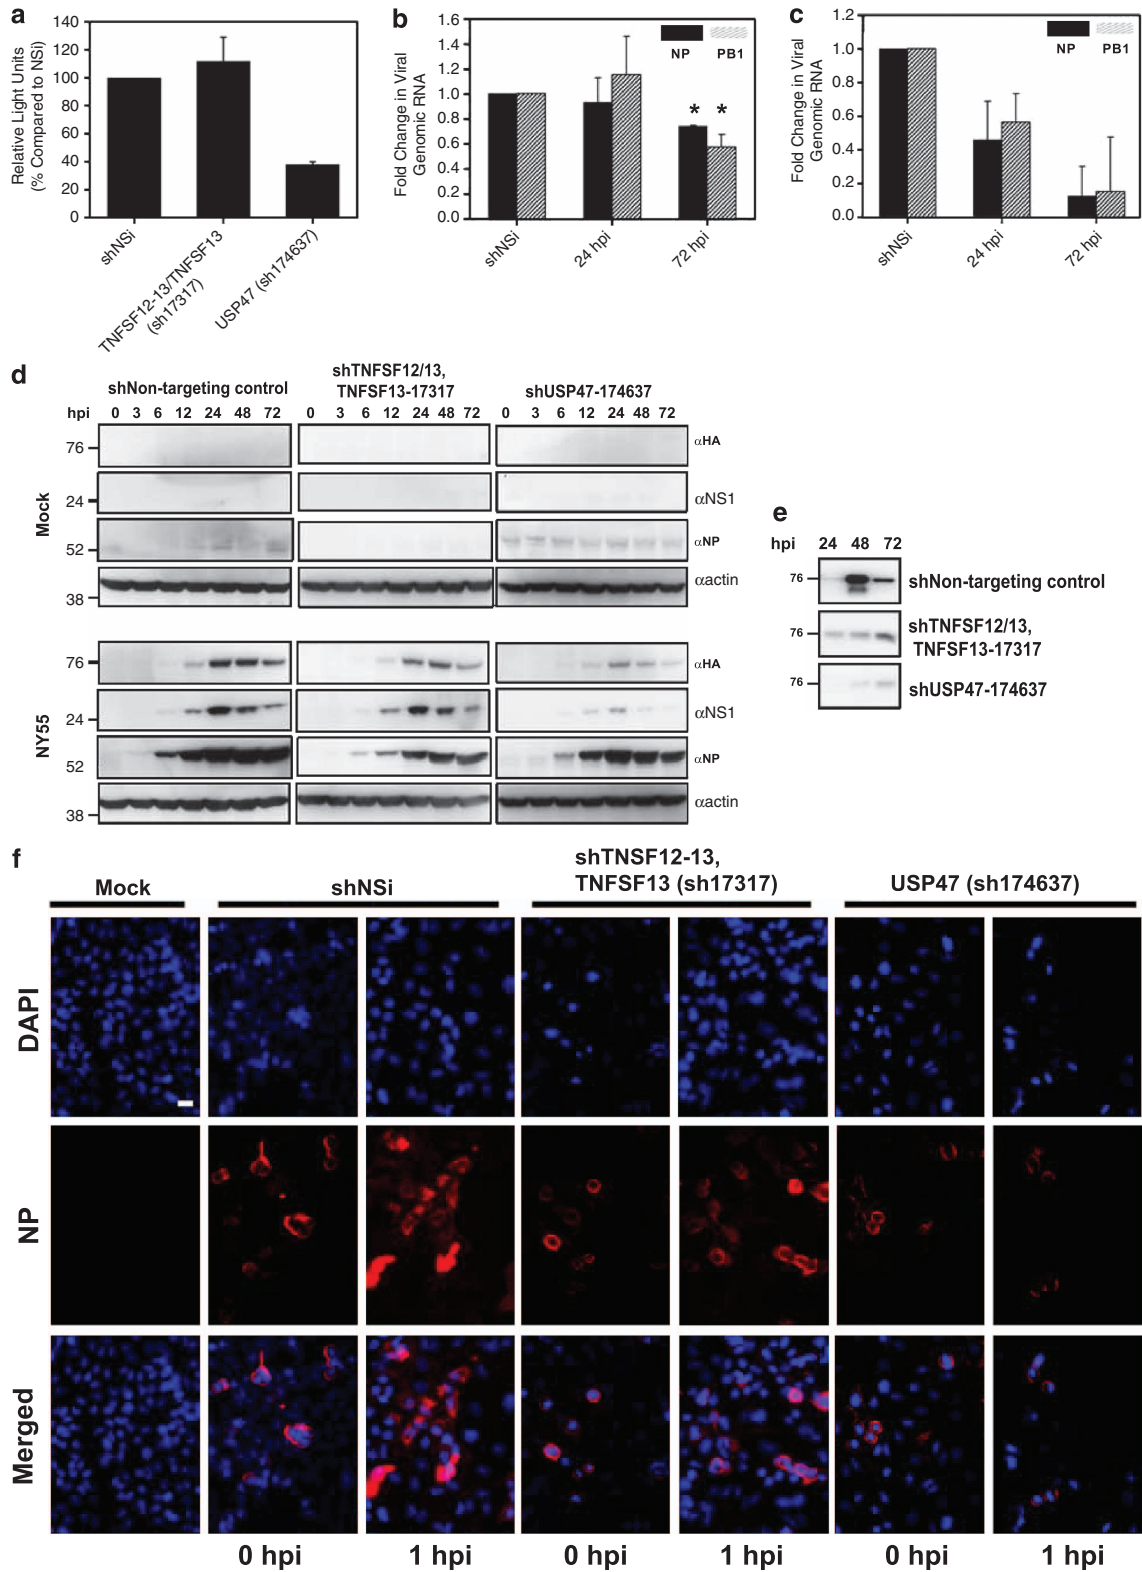 a
Relative Light Units
(% Compared to NSi)
140
120
100
80
60
40
20
0
shNSi
TNFSF12-13/TNFSF13
(sh17317)
USP47 (sh174637)
b
Fold Change in Viral
Genomic RNA
1.6
1.4
1.2
1.0
0.8
0.6
0.4
0.2
0.0
NP
PB1
*
*
shNSi
24 hpi
72 hpi
c
Fold Change in Viral
Genomic RNA
1.2
1.0
0.8
0.6
0.4
0.2
0.0
NP
PB1
shNSi
24 hpi
72 hpi
d
shNon-targeting control
shTNFSF12/13,
TNFSF13-17317
shUSP47-174637
hpi 0 3 6 12 24 48 72
0 3 6 12 24 48 72
0 3 6 12 24 48 72
Mock
76
αHA
24
αNS1
52
αNP
38
αactin
NY55
76
αHA
24
αNS1
52
αNP
38
αactin
e
hpi 24 48 72
76
shNon-targeting control
76
shTNFSF12/13,
TNFSF13-17317
76
shUSP47-174637
f
Mock
shNSi
shTNSF12-13,
TNFSF13 (sh17317)
USP47 (sh174637)
DAPI
NP
Merged
0 hpi
1 hpi
0 hpi
1 hpi
0 hpi
1 hpi